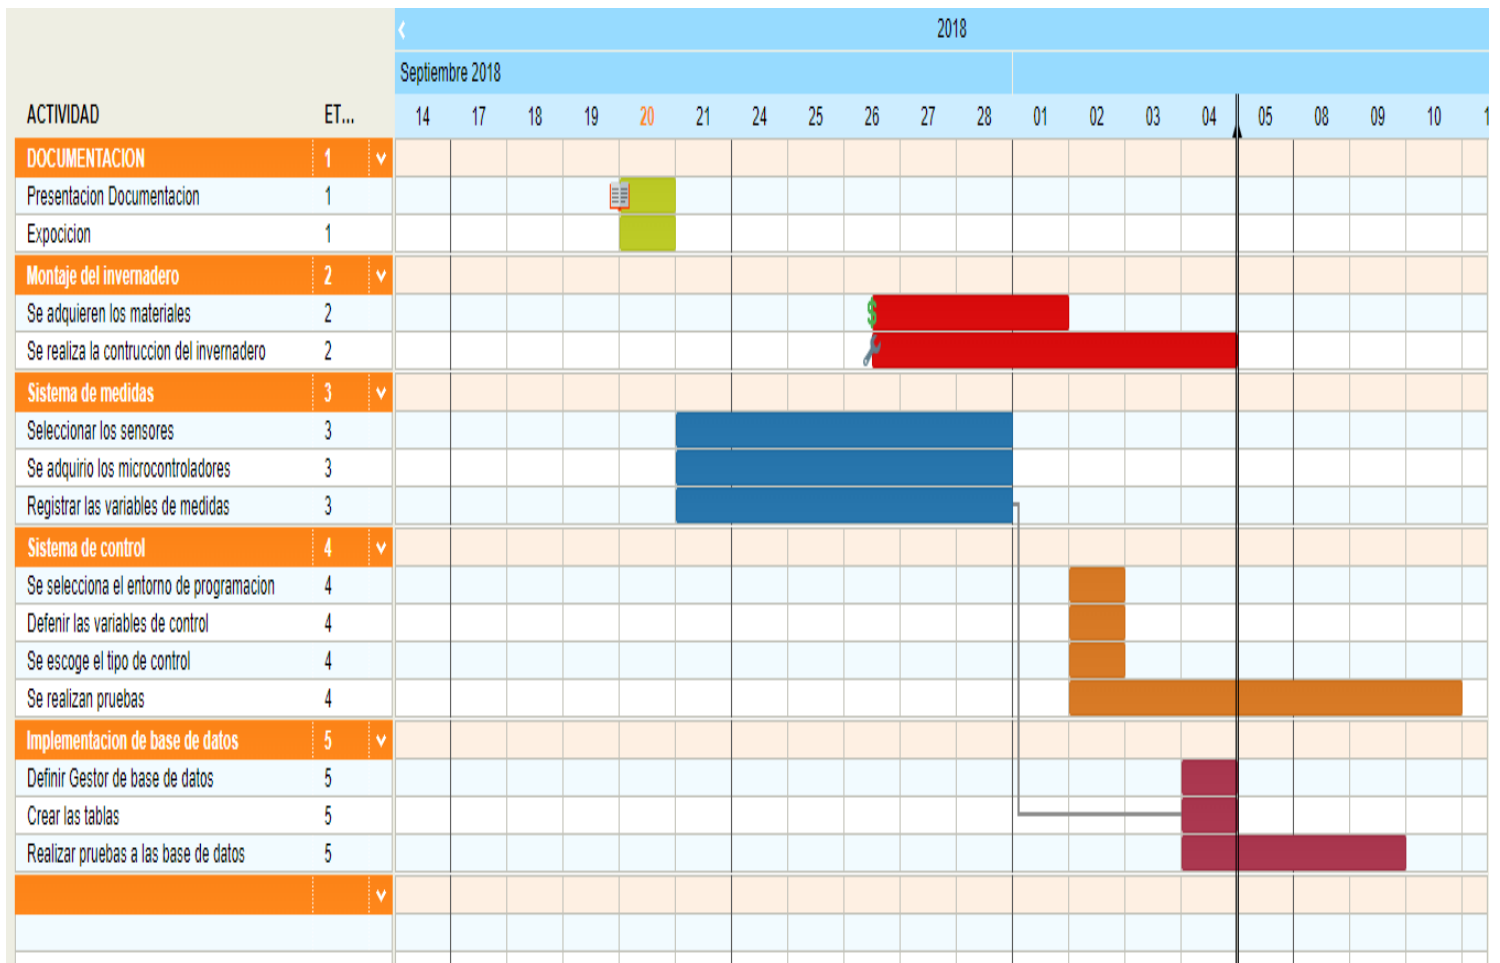 2018
Septiembre 2018
ACTIVIDAD ET... 14 17 18 19 20 21 24 25 26 27 28 01 02 03 04 05 08 09 10
DOCUMENTACION 1
Presentacion Documentacion 1
Expocicion 1
Montaje del invernadero 2
Se adquieren los materiales 2
$
Se realiza la contruccion del invernadero 2
Sistema de medidas 3
Seleccionar los sensores 3
Se adquirio los microcontroladores 3
Registrar las variables de medidas 3
Sistema de control 4
Se selecciona el entorno de programacion 4
Defenir las variables de control 4
Se escoge el tipo de control 4
Se realizan pruebas 4
Implementacion de base de datos 5
Definir Gestor de base de datos 5
Crear las tablas 5
Realizar pruebas a las base de datos 5